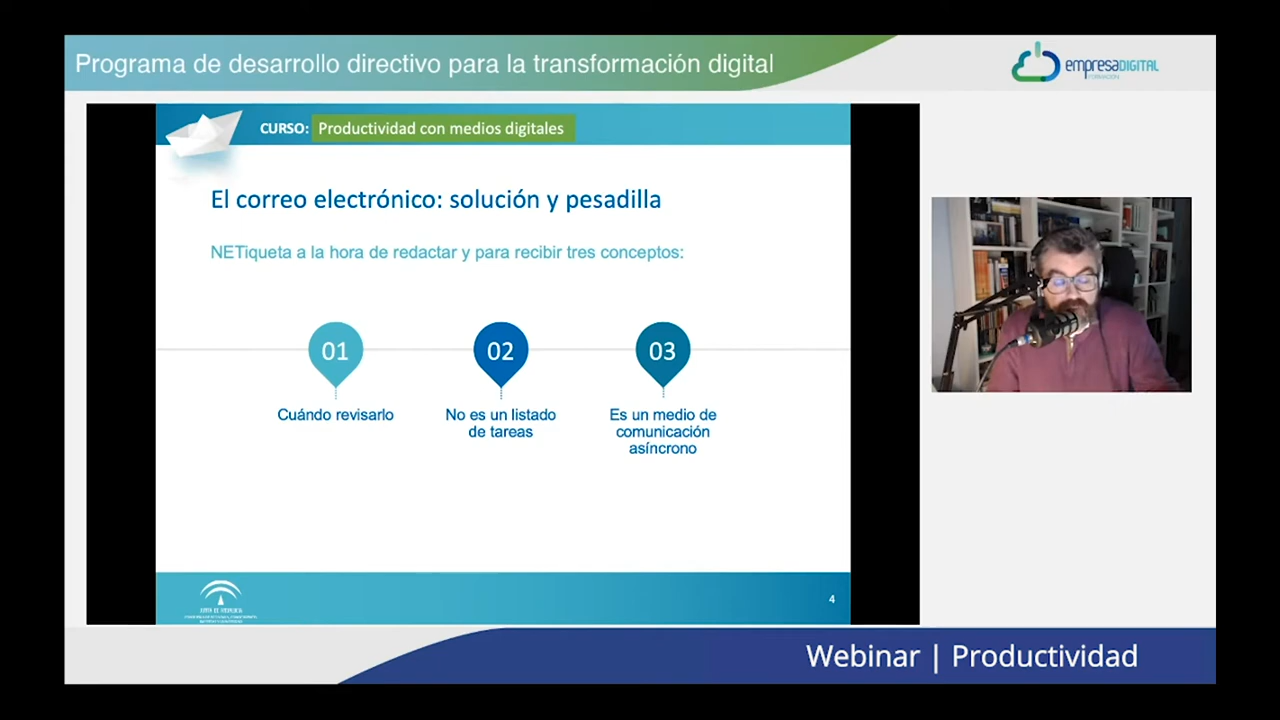 Programa de desarrollo directivo para la transformación digital
empresaDIGITAL
FORMACIÓN
CURSO: Productividad con medios digitales
El correo electrónico: solución y pesadilla
NETiqueta a la hora de redactar y para recibir tres conceptos:
01
02
03
Cuándo revisarlo
No es un listado
de tareas
Es un medio de
comunicación
asíncrono
4
Webinar | Productividad